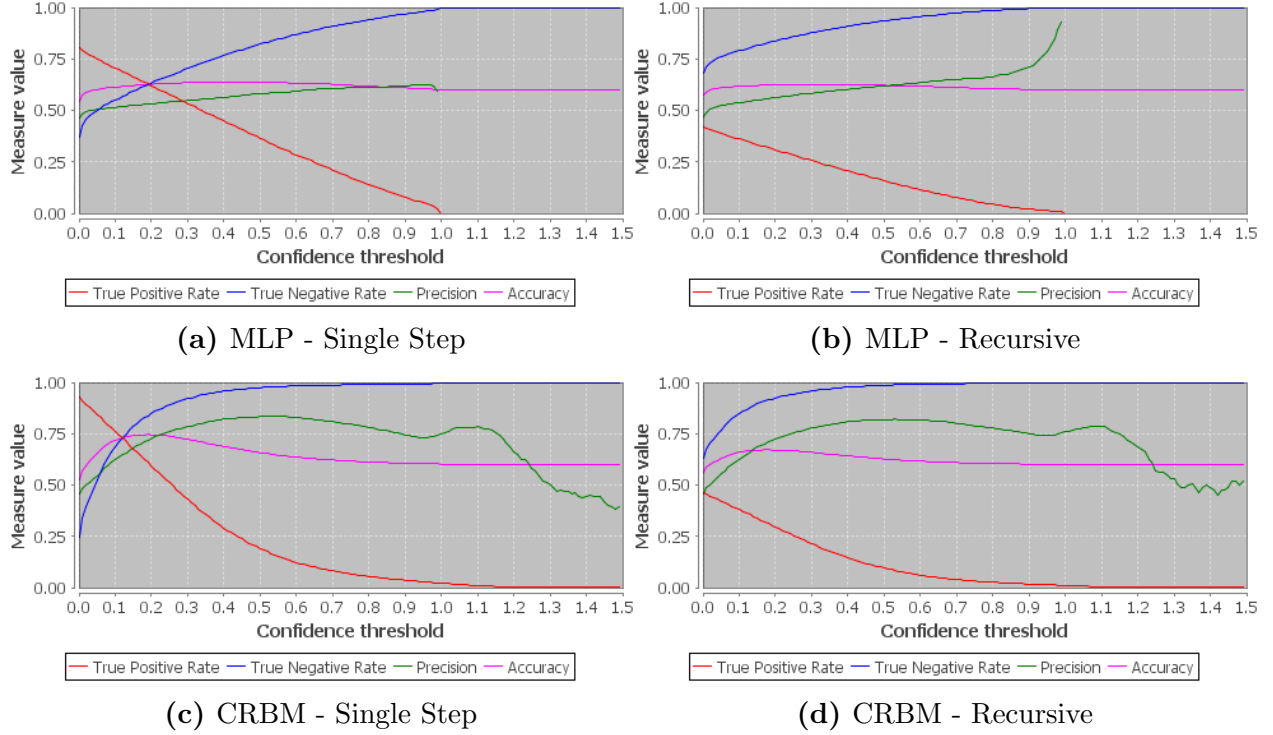 1.00
0.75
0.50
0.25
0.00
Measure value
0.0 0.1 0.2 0.3 0.4 0.5 0.6 0.7 0.8 0.9 1.0 1.1 1.2 1.3 1.4 1.5
Confidence threshold
True Positive Rate True Negative Rate Precision Accuracy
(a) MLP - Single Step
1.00
0.75
0.50
0.25
0.00
Measure value
0.0 0.1 0.2 0.3 0.4 0.5 0.6 0.7 0.8 0.9 1.0 1.1 1.2 1.3 1.4 1.5
Confidence threshold
True Positive Rate True Negative Rate Precision Accuracy
(b) MLP - Recursive
1.00
0.75
0.50
0.25
0.00
Measure value
0.0 0.1 0.2 0.3 0.4 0.5 0.6 0.7 0.8 0.9 1.0 1.1 1.2 1.3 1.4 1.5
Confidence threshold
True Positive Rate True Negative Rate Precision Accuracy
(c) CRBM - Single Step
1.00
0.75
0.50
0.25
0.00
Measure value
0.0 0.1 0.2 0.3 0.4 0.5 0.6 0.7 0.8 0.9 1.0 1.1 1.2 1.3 1.4 1.5
Confidence threshold
True Positive Rate True Negative Rate Precision Accuracy
(d) CRBM - Recursive